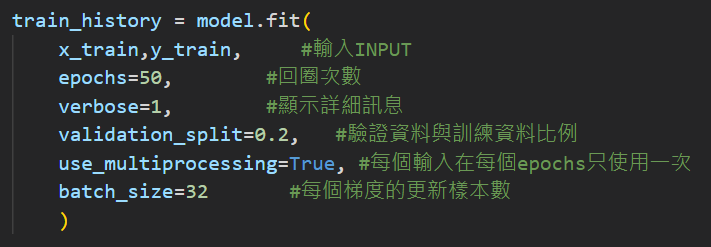 train_history = model.fit(
    x_train,y_train,     #輸入INPUT
    epochs=50,        #回圈次數
    verbose=1,        #顯示詳細訊息
    validation_split=0.2,   #驗證資料與訓練資料比例
    use_multiprocessing=True, #每個輸入在每個epochs只使用一次
    batch_size=32       #每個梯度的更新樣本數
    )